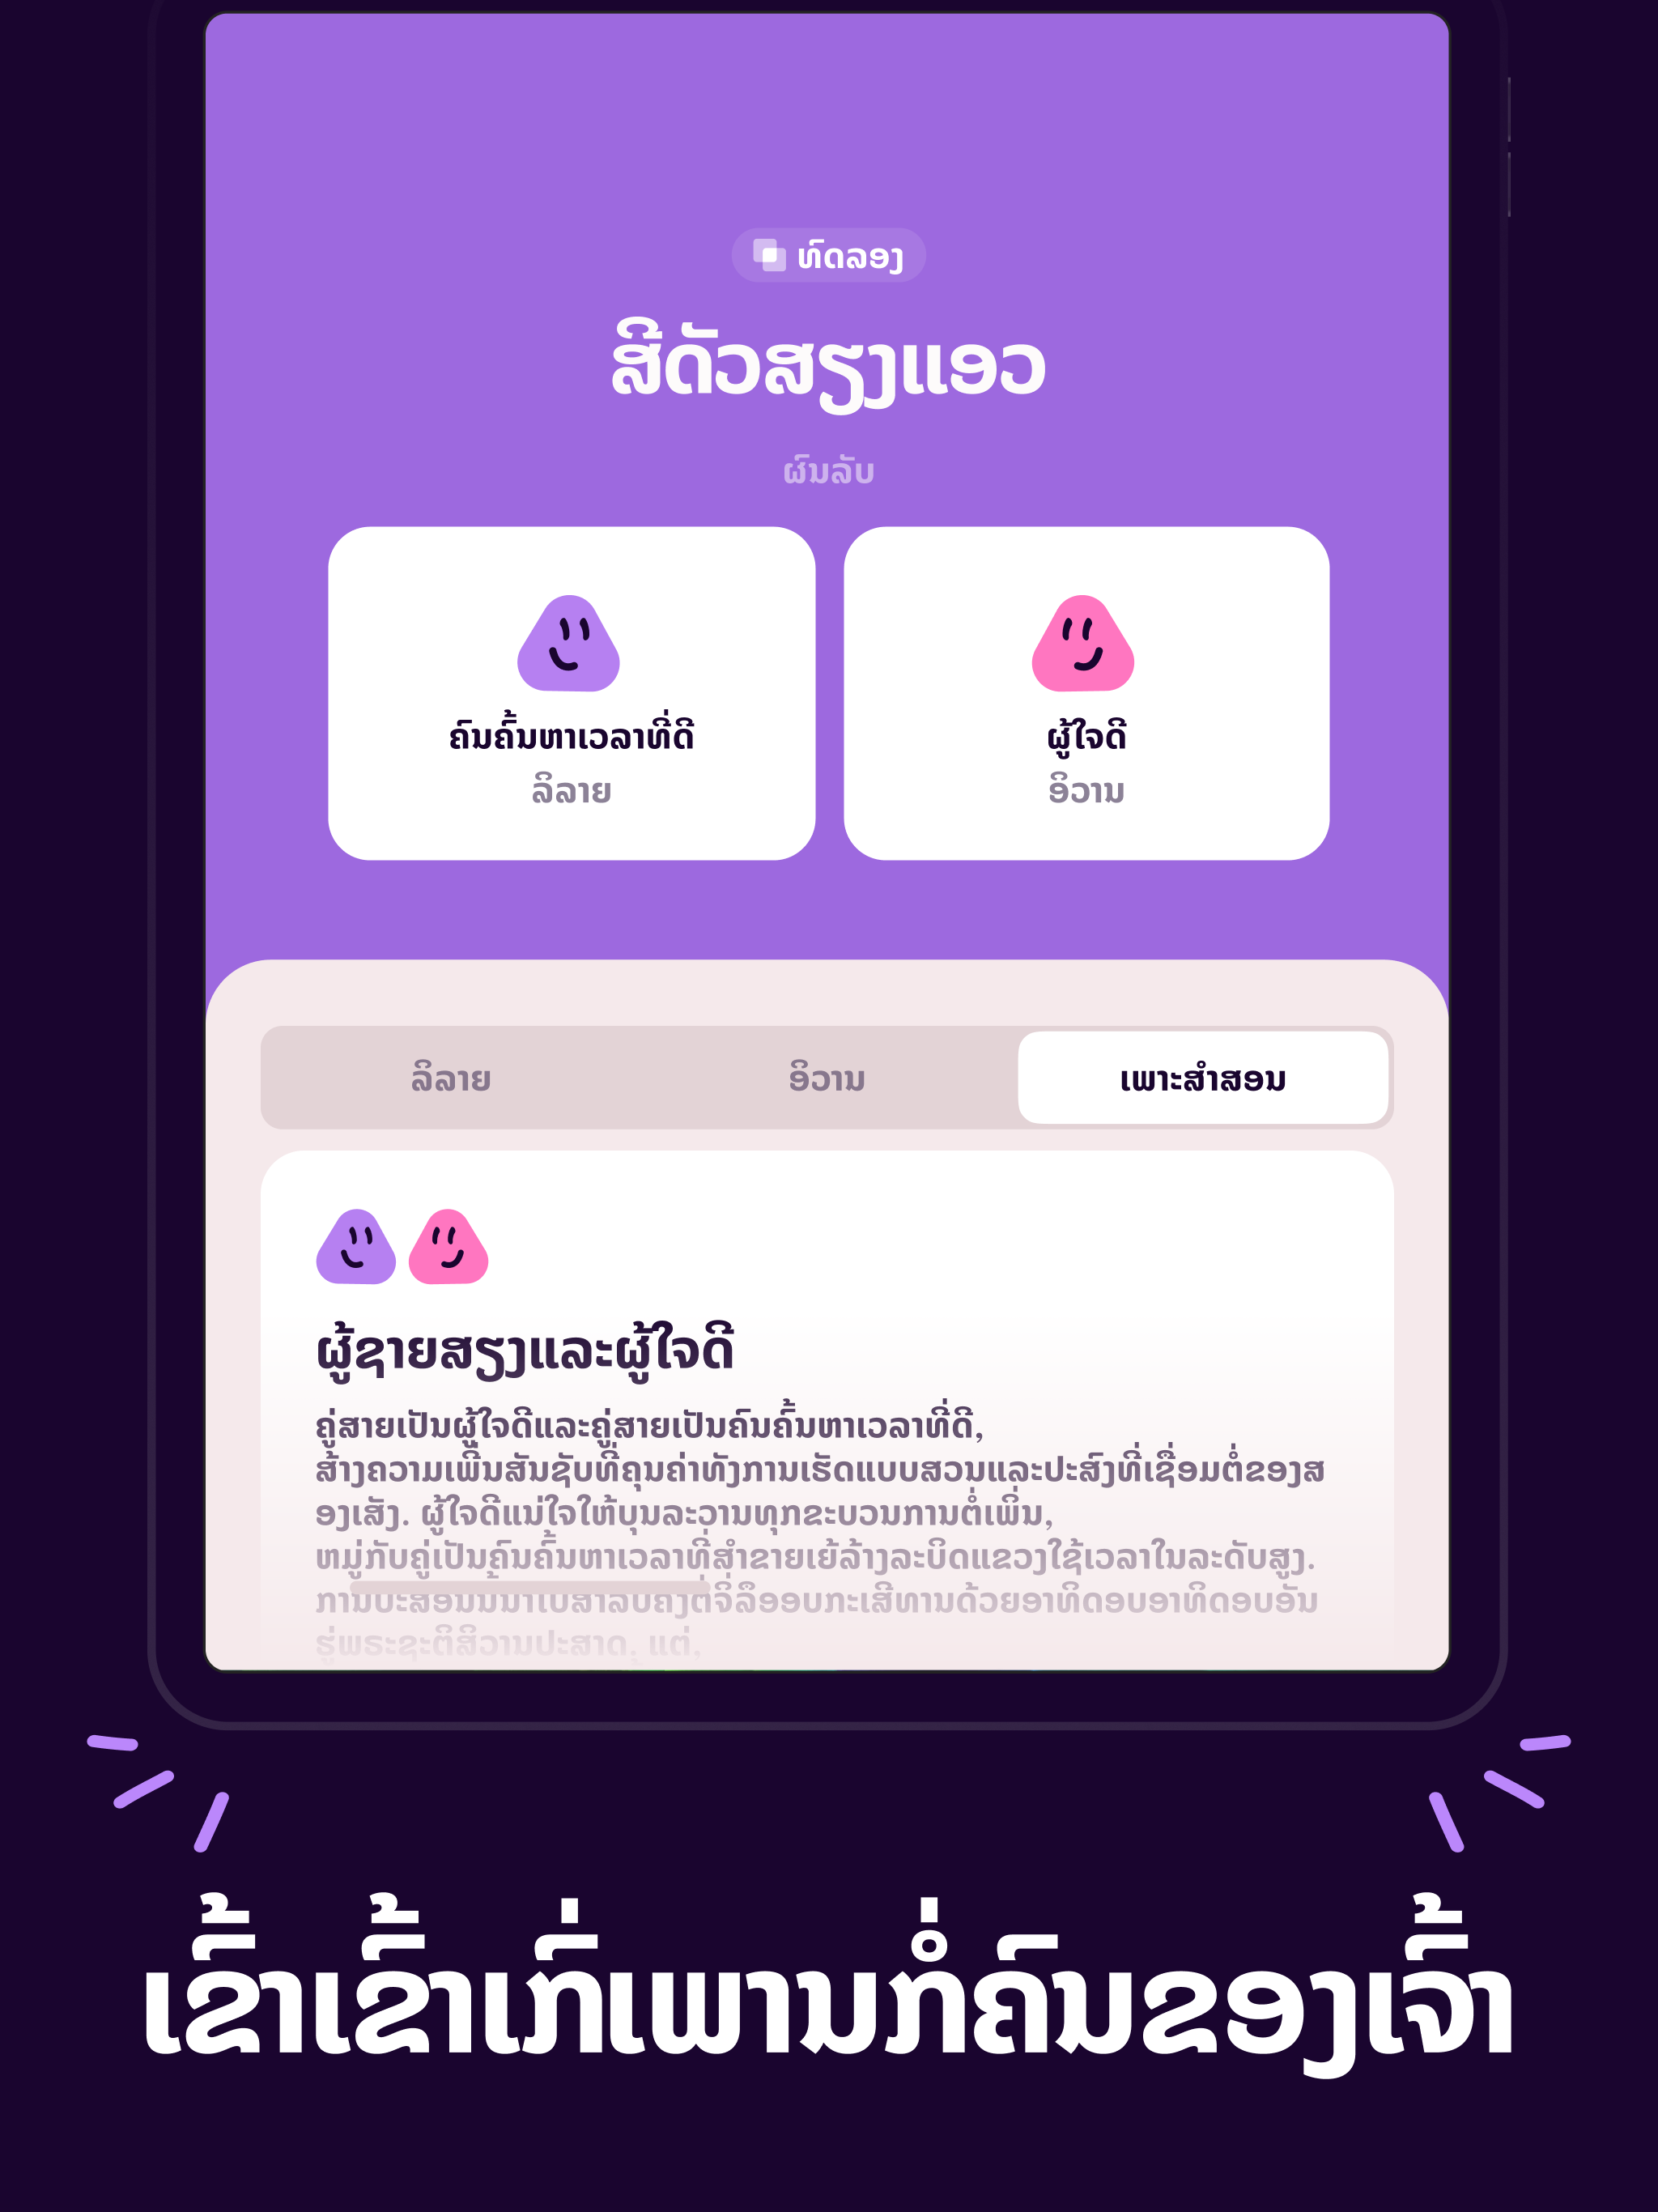 ທົດລອງ
ສີດັວສຽງແອວ
ຜົນລັບ
ຄົນຄົ້ນຫາເວລາທີ່ດີ
ລິລາຍ
ຜູ້ໃຈດີ
ອິວານ
ລິລາຍ
ອິວານ
ເພາະສຳສອນ
ຜູ້ຊາຍສຽງແລະຜູ້ໃຈດີ
ຄູ່ສາຍເປັນຜູ້ໃຈດີແລະຄູ່ສາຍເປັນຄົນຄົ້ນຫາເວລາທີ່ດີ,
ສ້າງຄວາມເພີ່ນສັນຊັບທີ່ຄຸນຄ່າທັງການເຮັດແບບສວນແລະປະສົງທີ່ເຊື່ອມຕໍ່ຂອງສ
ອງເສັງ. ຜູ້ໃຈດີແນ່ໃຈໃຫ້ບຸນລະວານທຸກຂະບວນການຕໍ່ເພິ່ນ,
ຫມູ່ກັບຄູ່ເປັນຄົນຄົ້ນຫາເວລາທີ່ສຳຂາຍເຍ້ລ້າງລະບິດແຂວງໃຊ້ເວລາໃນລະດັບສູງ.
ການປະສອນນນາເບສາລບຄງຕ່ຈິ່ລືອອບກະເສີທານດ້ວຍອາທິດອບອາທິດອບອັນ
ຮູ່ພຣະຊະຕິສິວານປະສາດ. ແຕ່,
ເຂົ້າເຂົ້າເກົ່າເພານກໍ່ຄົນຂອງເຈົ້າ